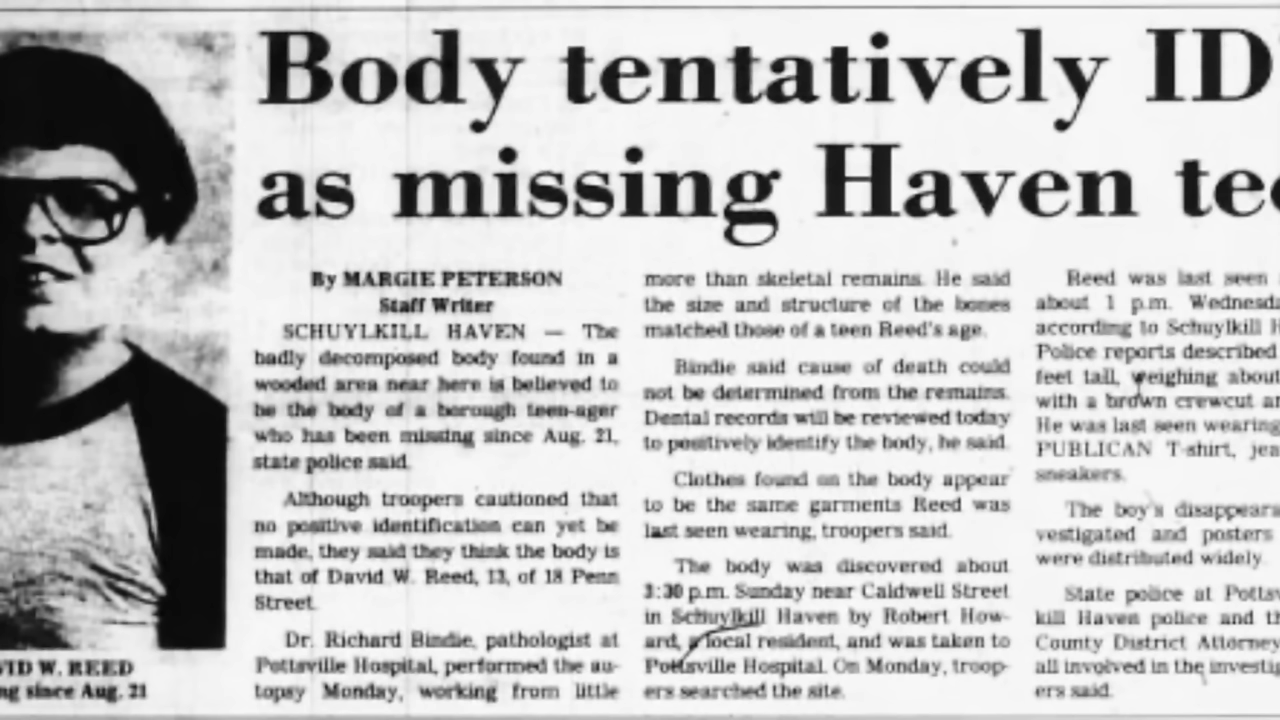 Body tentatively ID'
as missing Haven tee
By MARGIE PETERSON
Staff Writer
SCHUYLKILL HAVEN — The
badly decomposed body found in a
wooded area near here is believed to
be the body of a borough teen-ager
who has been missing since Aug. 21,
state police said.
Although troopers cautioned that
no positive identification can yet be
made, they said they think the body is
that of David W. Reed, 13, of 18 Penn
Street.
Dr. Richard Bindie, pathologist at
Pottsville Hospital, performed the au-
topsy Monday, working from little
more than skeletal remains. He said
the size and structure of the bones
matched those of a teen Reed's age.
Bindie said cause of death could
not be determined from the remains.
Dental records will be reviewed today
to positively identify the body, he said.
Clothes found on the body appear
to be the same garments Reed was
last seen wearing, troopers said.
The body was discovered about
3:30 p.m. Sunday near Caldwell Street
in Schuylkill Haven by Robert How-
ard, a local resident, and was taken to
Pottsville Hospital. On Monday, troop-
ers searched the site.
Reed was last seen
about 1 p.m. Wednesda
according to Schuylkill H
Police reports described
feet tall, weighing about
with a brown crewcut an
He was last seen wearing
PUBLICAN T-shirt, jea
sneakers.
The boy's disappeara
vestigated and posters
were distributed widely.
State police at Potts
kill Haven police and th
County District Attorney
all involved in the investig
ers said.
VID W. REED
ng since Aug. 21